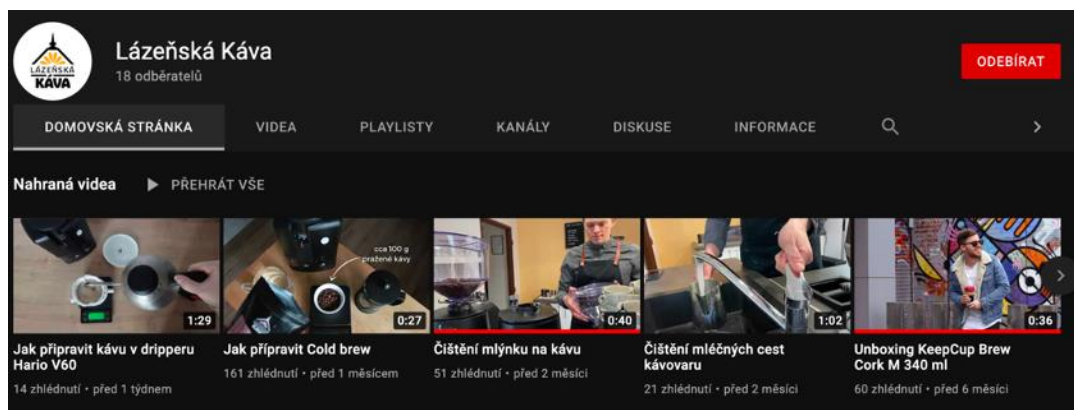 LÁZEŇSKÁ
KÁVA
Lázeňská Káva
18 odběratelů
ODEBÍRAT
DOMOVSKÁ STRÁNKA
VIDEA
PLAYLISTY
KANÁLY
DISKUSE
INFORMACE
Nahraná videa
PŘEHRÁT VŠE
1:29
Jak připravit kávu v dripperu
Hario V60
14 zhlédnutí • před 1 týdnem
cca 100 g
pražené kávy
0:27
Jak přípravit Cold brew
161 zhlédnutí • před 1 měsícem
0:40
Čištění mlýnku na kávu
51 zhlédnutí • před 2 měsíci
1:02
Čištění mléčných cest
kávovaru
21 zhlédnutí • před 2 měsíci
0:36
Unboxing KeepCup Brew
Cork M 340 ml
60 zhlédnutí • před 6 měsíci